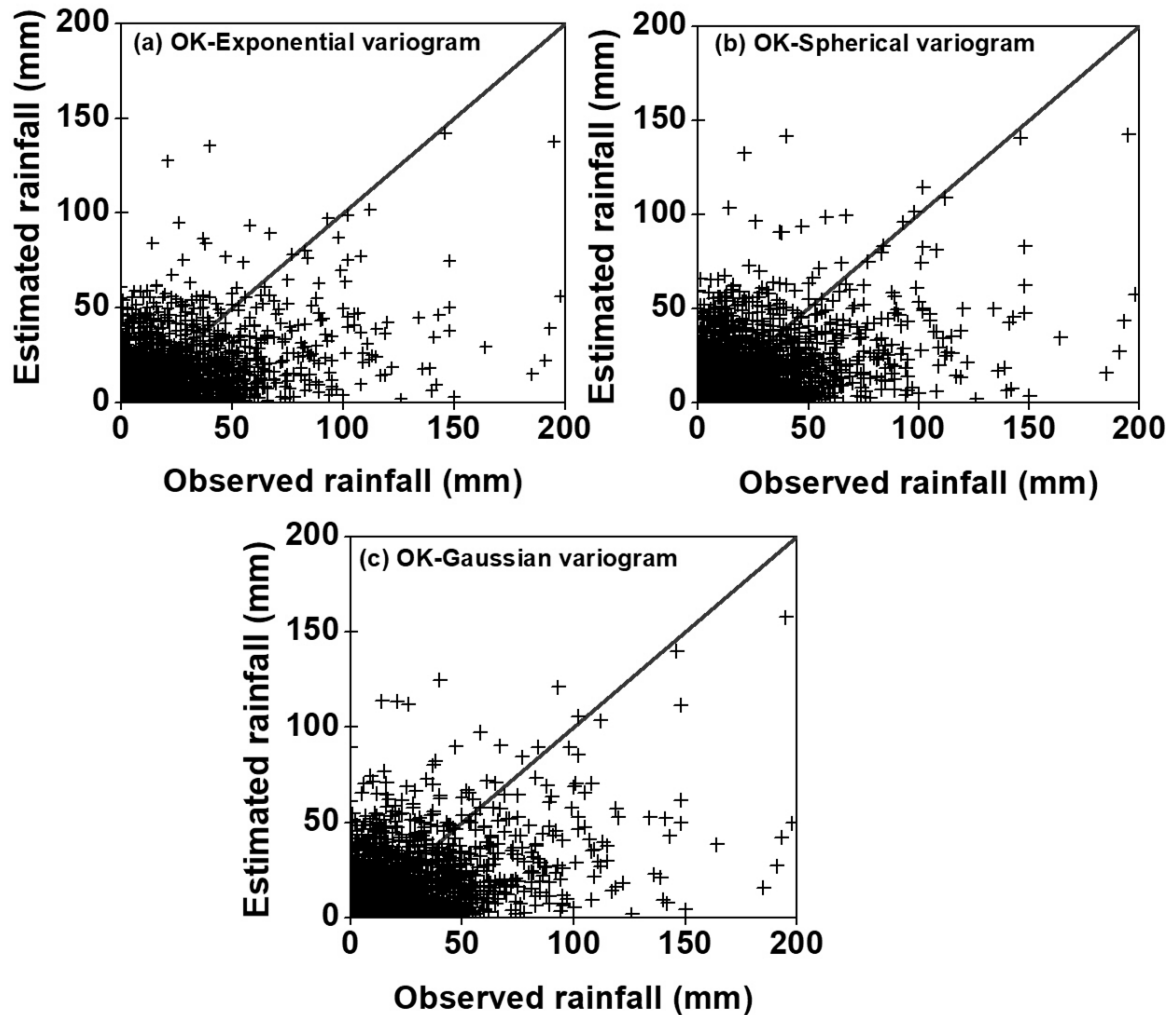 (a) OK-Exponential variogram
Estimated rainfall (mm)
200
150
100
50
0
0 50 100 150 200
Observed rainfall (mm)
(b) OK-Spherical variogram
Estimated rainfall (mm)
200
150
100
50
0
0 50 100 150 200
Observed rainfall (mm)
(c) OK-Gaussian variogram
Estimated rainfall (mm)
200
150
100
50
0
0 50 100 150 200
Observed rainfall (mm)